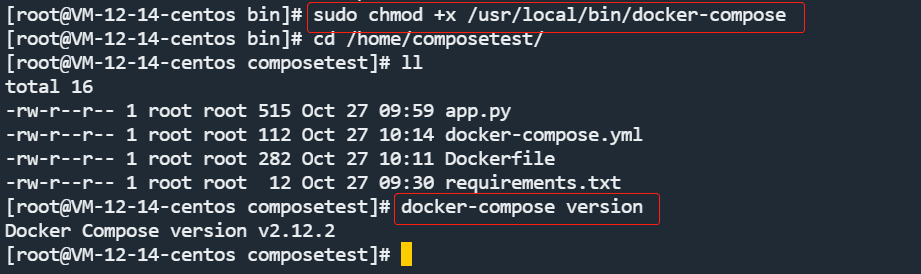 [root@VM-12-14-centos bin]# sudo chmod +x /usr/local/bin/docker-compose
[root@VM-12-14-centos bin]# cd /home/composetest/
[root@VM-12-14-centos composetest]# ll
total 16
-rw-r--r-- 1 root root 515 Oct 27 09:59 app.py
-rw-r--r-- 1 root root 112 Oct 27 10:14 docker-compose.yml
-rw-r--r-- 1 root root 282 Oct 27 10:11 Dockerfile
-rw-r--r-- 1 root root  12 Oct 27 09:30 requirements.txt
[root@VM-12-14-centos composetest]# docker-compose version
Docker Compose version v2.12.2
[root@VM-12-14-centos composetest]#